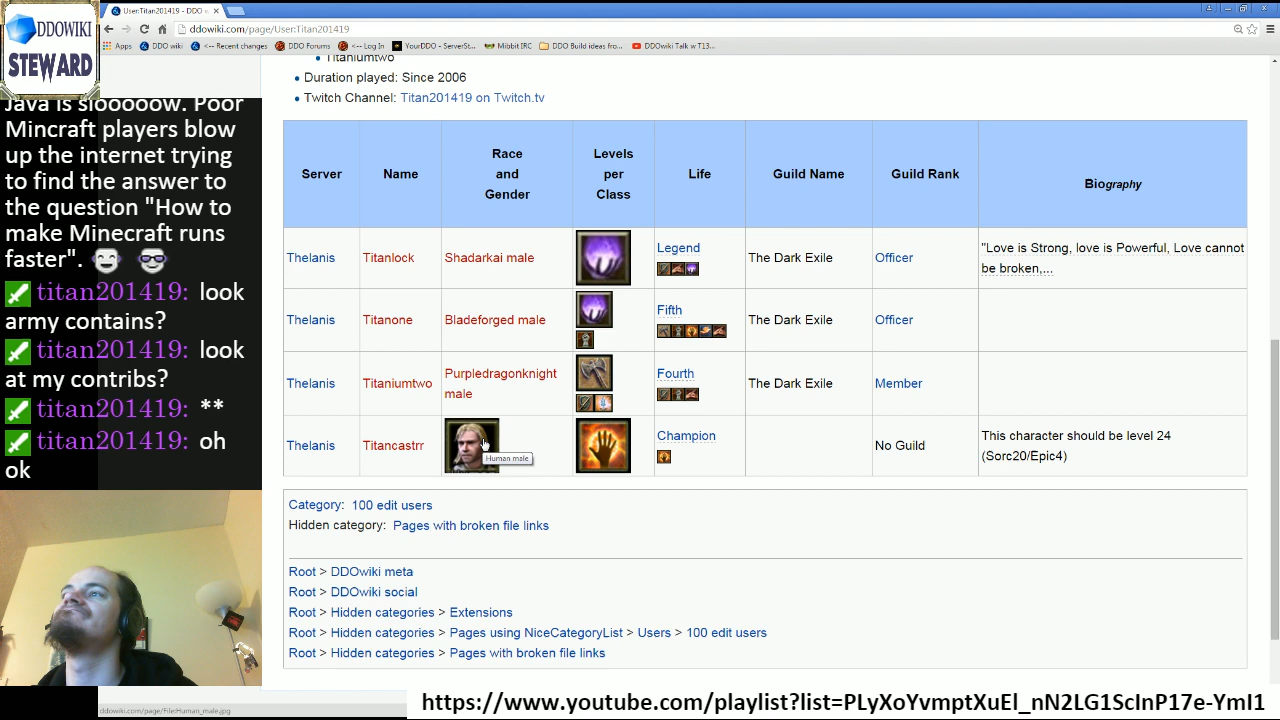 DDOWIKI
STEWARD
User:Titan201419 - DDO w
ddowiki.com/page/User:Titan201419
Apps DDO wiki <- Recent changes DDO Forums <-- Log In YourDDO - ServerSt... Mibbit IRC DDO Build ideas fro... DDOwiki Talk w T13...
Java is slooooow. Poor
Mincraft players blow
up the internet trying
to find the answer to
the question "How to
make Minecraft runs
faster".
titan201419: look
army contains?
titan201419: look
at my contribs?
titan201419: **
titan201419: oh
ok
Titaniumtwo
Duration played: Since 2006
Twitch Channel: Titan201419 on Twitch.tv
Server Name Race and Gender Levels per Class Life Guild Name Guild Rank Biography
Thelanis Titanlock Shadarkai male Legend The Dark Exile Officer "Love is Strong, love is Powerful, Love cannot
be broken,...
Thelanis Titanone Bladeforged male Fifth The Dark Exile Officer
Thelanis Titaniumtwo Purpledragonknight male Fourth The Dark Exile Member
Thelanis Titancastrr Champion No Guild This character should be level 24
(Sorc20/Epic4)
Human male
Category: 100 edit users
Hidden category: Pages with broken file links
Root > DDOwiki meta
Root > DDOwiki social
Root > Hidden categories > Extensions
Root > Hidden categories > Pages using NiceCategoryList > Users > 100 edit users
Root > Hidden categories > Pages with broken file links
ddowiki.com/page/File:Human_male.jpg
https://www.youtube.com/playlist?list=PLyXoYvmptXuEl_nN2LG1ScInP17e-YmI1